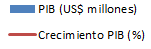 PIB (US$ millones)
Crecimiento PIB (%)